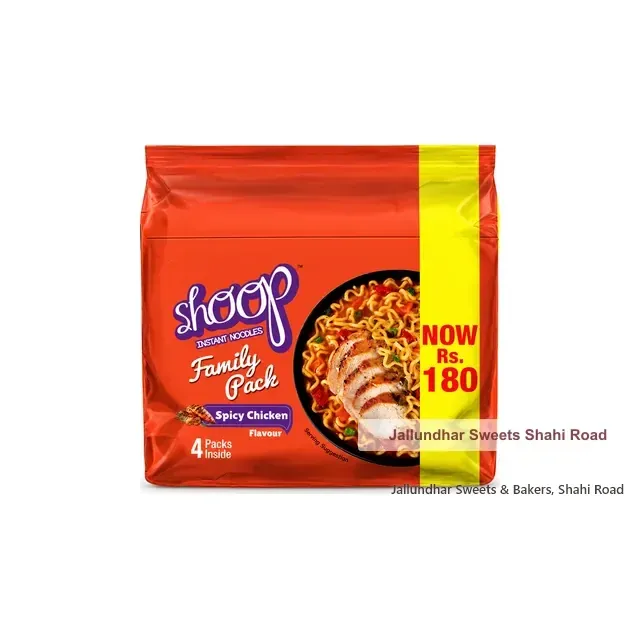 shoop™
INSTANT NOODLES
Family
Pack
Spicy Chicken
Flavour
4 Packs
Inside
Serving Suggestion
NOW
Rs.
180
Jallundhar Sweets Shahi Road
Jallundhar Sweets & Bakers, Shahi Road